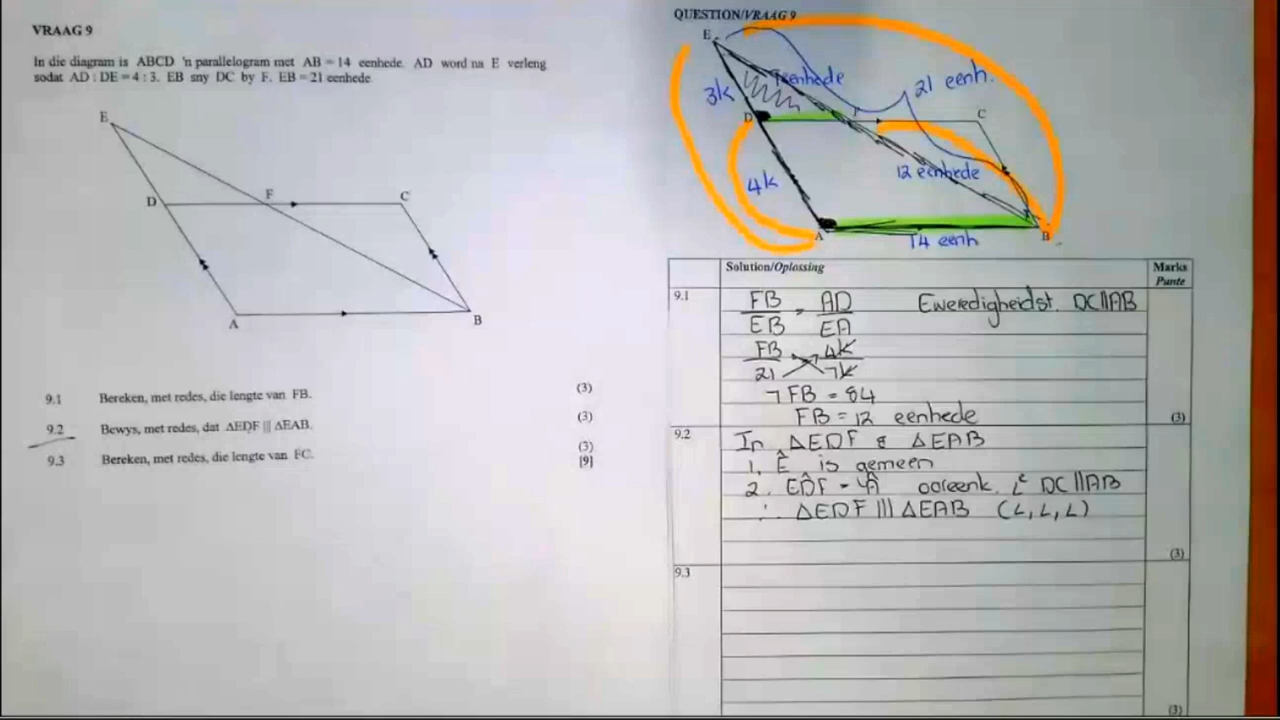 VRAAG 9
In die diagram is ABCD 'n parallelogram met AB = 14 eenhede. AD word na E verleng
sodat AD : DE = 4 : 3. EB sny DC by F. EB = 21 eenhede.
E
D
F
C
A
B
9.1 Bereken, met redes, die lengte van FB. (3)
9.2 Bewys, met redes, dat ΔEDF ||| ΔEAB. (3)
9.3 Bereken, met redes, die lengte van FC. (3)
[9]
QUESTION/VRAAG 9
E
3k
eenhede
21 eenh.
D
F
C
4k
12 eenhede
A
14 eenh
B
Solution/Oplossing
Marks
Punte
9.1
FB/EB = AD/EA Eweredigheidst. DC||AB
FB/21 4k/7k
7FB = 84
FB = 12 eenhede
(3)
9.2
In ΔEDF & ΔEAB
1. Ê is gemeen
2. ED̂F = Â ooreenk. ∠e DC||AB
∴ ΔEDF ||| ΔEAB (∠,∠,∠)
(3)
9.3
(3)